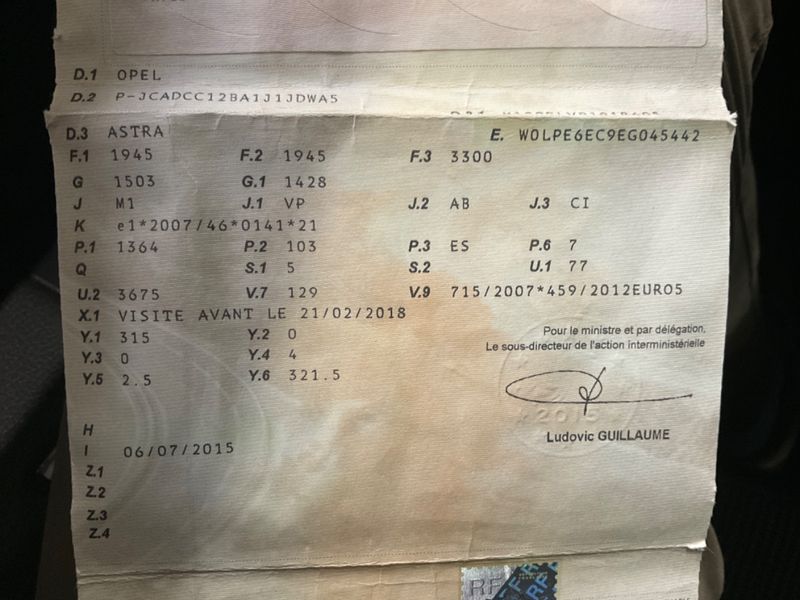 D.1 OPEL
D.2 P-JCADCC12BA1J1JDWA5
D.3 ASTRA E. W0LPE6EC9EG045442
F.1 1945 F.2 1945 F.3 3300
G 1503 G.1 1428
J M1 J.1 VP J.2 AB J.3 CI
K e1*2007/46*0141*21
P.1 1364 P.2 103 P.3 ES P.6 7
Q S.1 5 S.2 U.1 77
U.2 3675 V.7 129 V.9 715/2007*459/2012EURO5
X.1 VISITE AVANT LE 21/02/2018
Y.1 315 Y.2 0
Y.3 0 Y.4 4
Y.5 2.5 Y.6 321.5
Pour le ministre et par délégation,
Le sous-directeur de l'action interministérielle
2015
Ludovic GUILLAUME
H
I 06/07/2015
Z.1
Z.2
Z.3
Z.4
RF RF